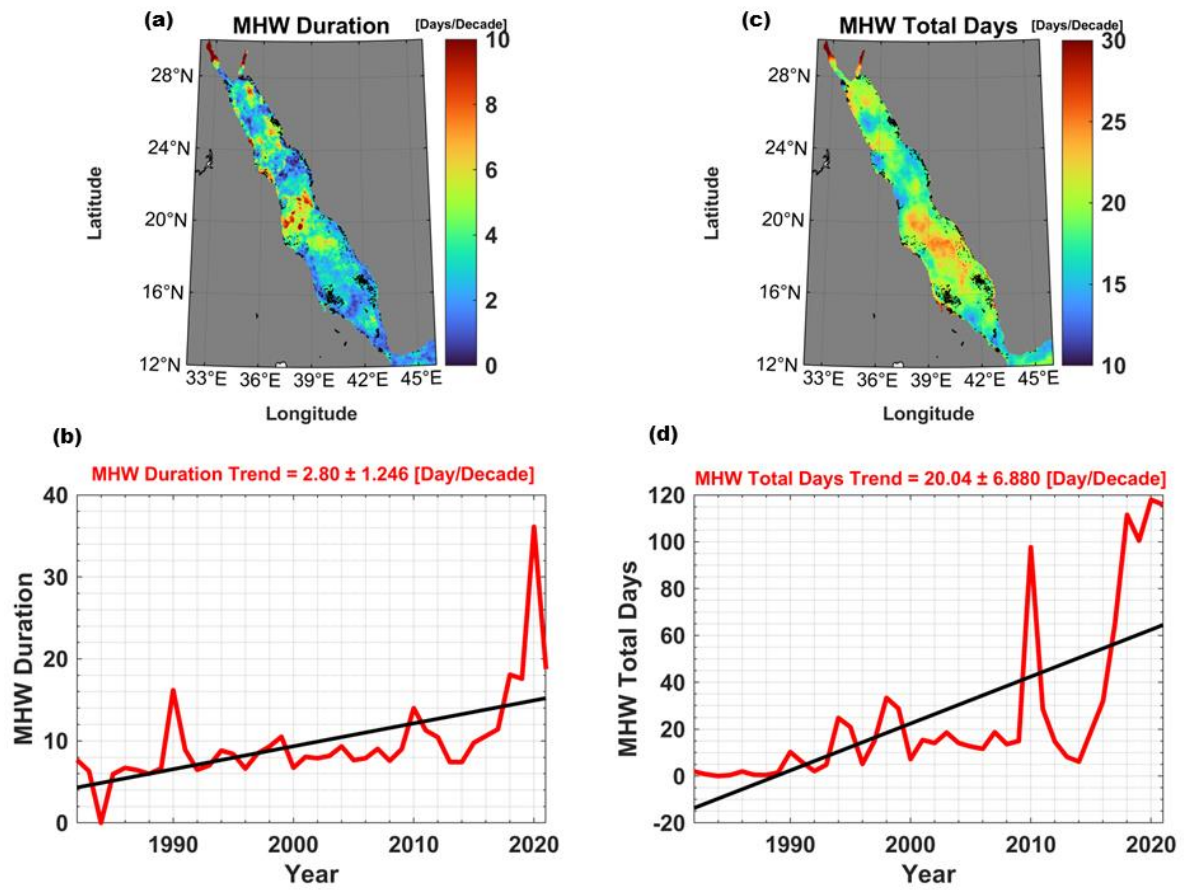 (a)
MHW Duration
[Days/Decade]
10
8
6
4
2
0
28°N
24°N
20°N
16°N
12°N
Latitude
33°E 36°E 39°E 42°E 45°E
Longitude
(c)
MHW Total Days
[Days/Decade]
30
25
20
15
10
28°N
24°N
20°N
16°N
12°N
Latitude
33°E 36°E 39°E 42°E 45°E
Longitude
(b)
MHW Duration Trend = 2.80 ± 1.246 [Day/Decade]
40
30
20
10
0
MHW Duration
1990 2000 2010 2020
Year
(d)
MHW Total Days Trend = 20.04 ± 6.880 [Day/Decade]
120
100
80
60
40
20
0
-20
MHW Total Days
1990 2000 2010 2020
Year